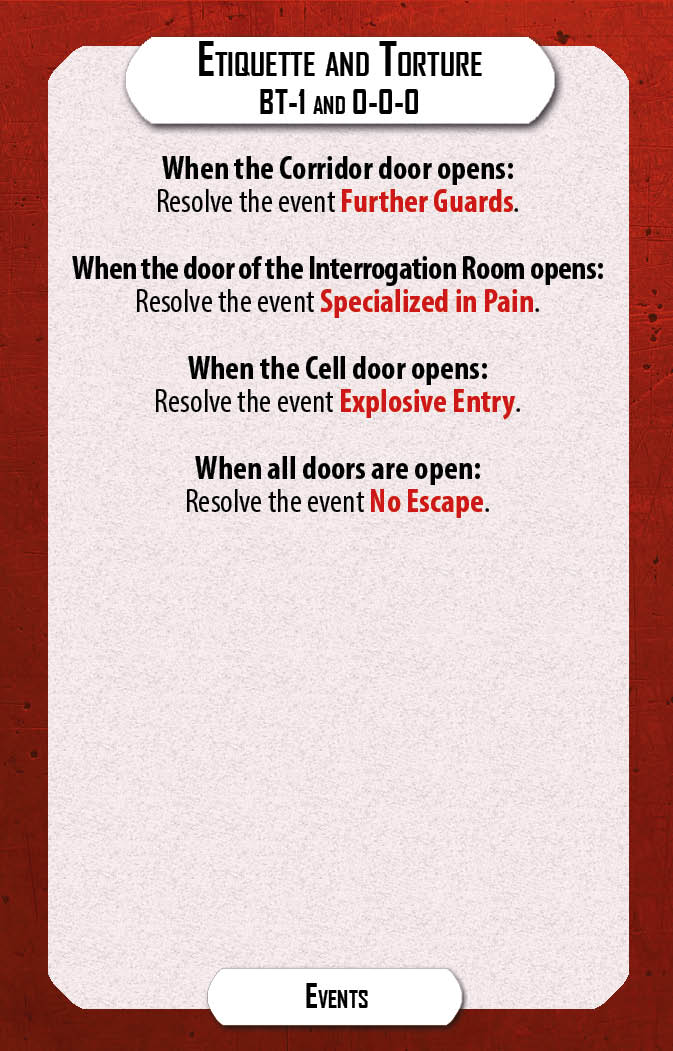 Etiquette and Torture
BT-1 and 0-0-0
When the Corridor door opens:
Resolve the event Further Guards.
When the door of the Interrogation Room opens:
Resolve the event Specialized in Pain.
When the Cell door opens:
Resolve the event Explosive Entry.
When all doors are open:
Resolve the event No Escape.
Events